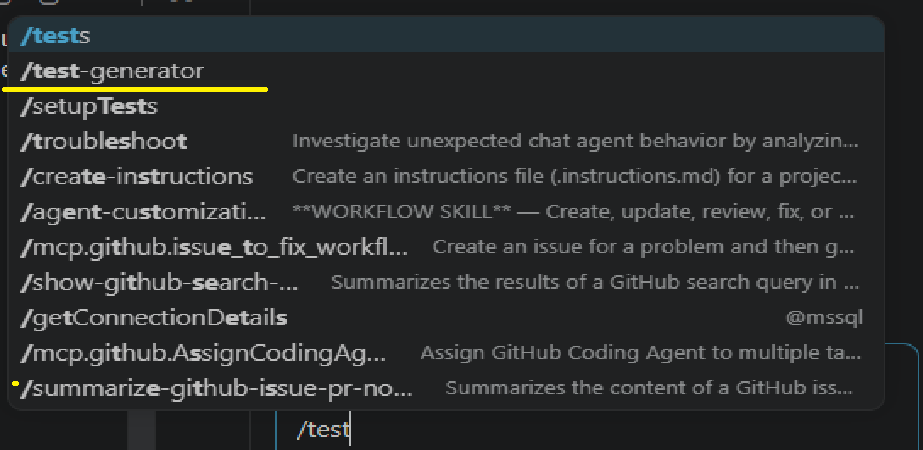 /tests
/test-generator
/setupTests
/troubleshoot Investigate unexpected chat agent behavior by analyzin...
/create-instructions Create an instructions file (.instructions.md) for a projec...
/agent-customizati... **WORKFLOW SKILL** — Create, update, review, fix, or ...
/mcp.github.issue_to_fix_workfl... Create an issue for a problem and then g...
/show-github-search-... Summarizes the results of a GitHub search query in ...
/getConnectionDetails @mssql
/mcp.github.AssignCodingAg... Assign GitHub Coding Agent to multiple ta...
/summarize-github-issue-pr-no... Summarizes the content of a GitHub iss...
/test